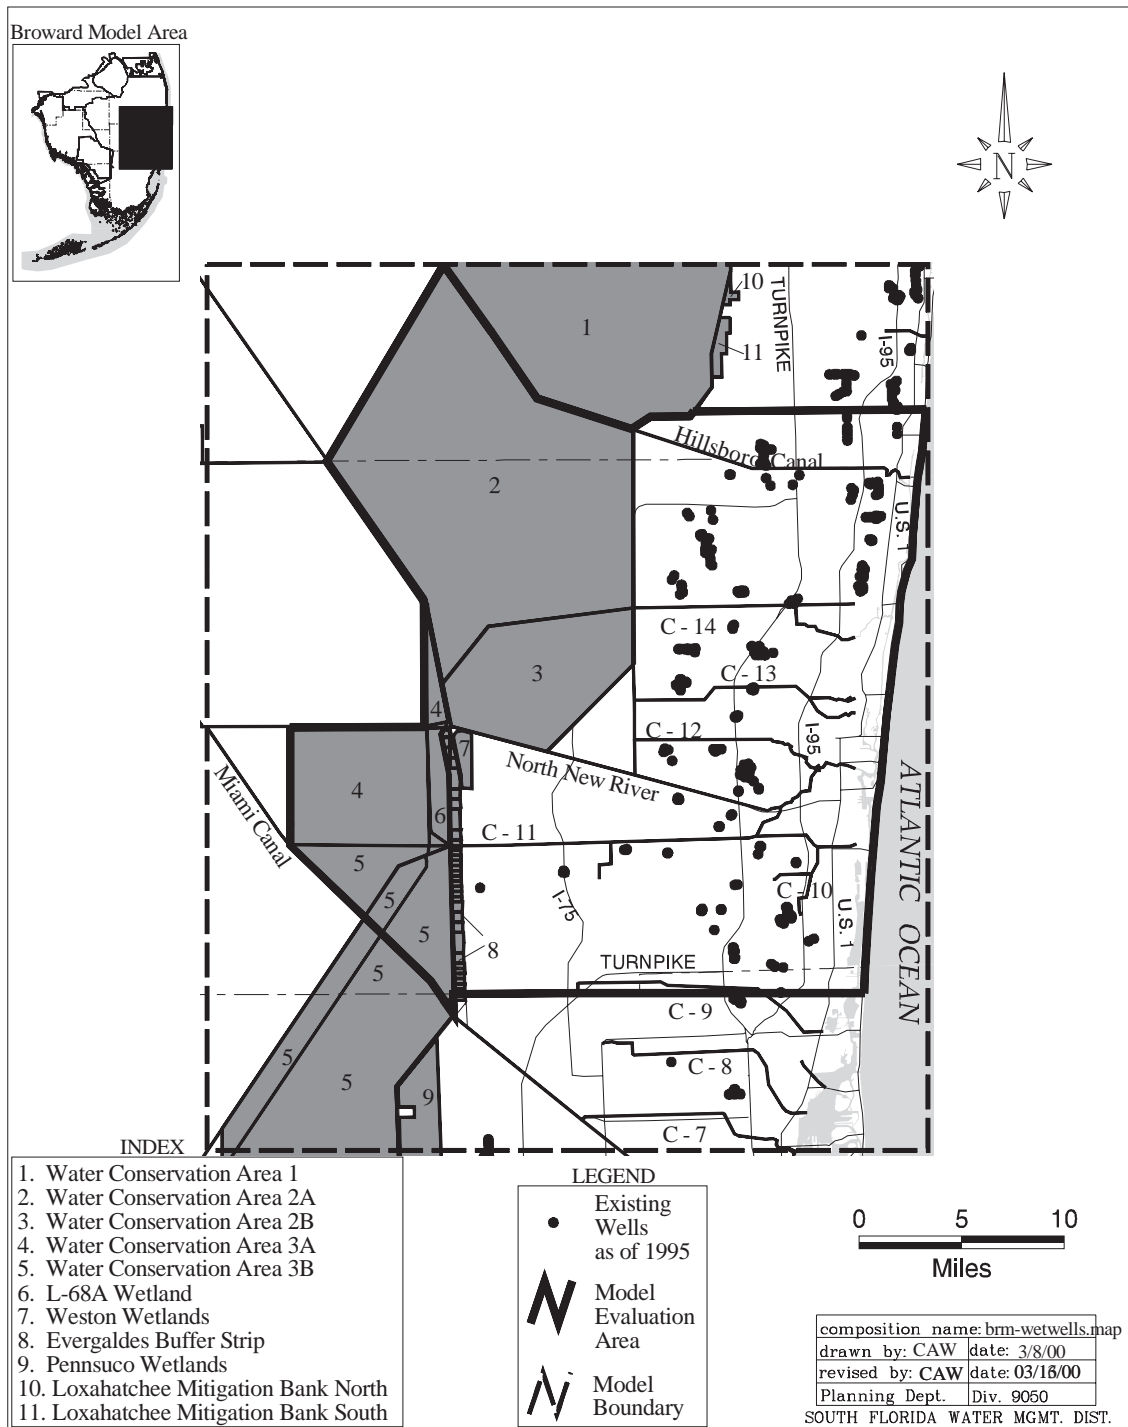 Broward Model Area
N
10
1
11
TURNPIKE
I-95
Hillsboro Canal
2
U.S. 1
C - 14
3
C - 13
4
C - 12
I-95
7
North New River
Miami Canal
4
6
C - 11
ATLANTIC OCEAN
5
5
I-75
C - 10
U.S. 1
5
8
5
TURNPIKE
C - 9
5
5
9
C - 8
C - 7
INDEX
1. Water Conservation Area 1
2. Water Conservation Area 2A
3. Water Conservation Area 2B
4. Water Conservation Area 3A
5. Water Conservation Area 3B
6. L-68A Wetland
7. Weston Wetlands
8. Evergaldes Buffer Strip
9. Pennsuco Wetlands
10. Loxahatchee Mitigation Bank North
11. Loxahatchee Mitigation Bank South
LEGEND
Existing
Wells
as of 1995
Model
Evaluation
Area
Model
Boundary
0 5 10
Miles
composition name: brm-wetwells.map
drawn by: CAW date: 3/8/00
revised by: CAW date: 03/16/00
Planning Dept. Div. 9050
SOUTH FLORIDA WATER MGMT. DIST.